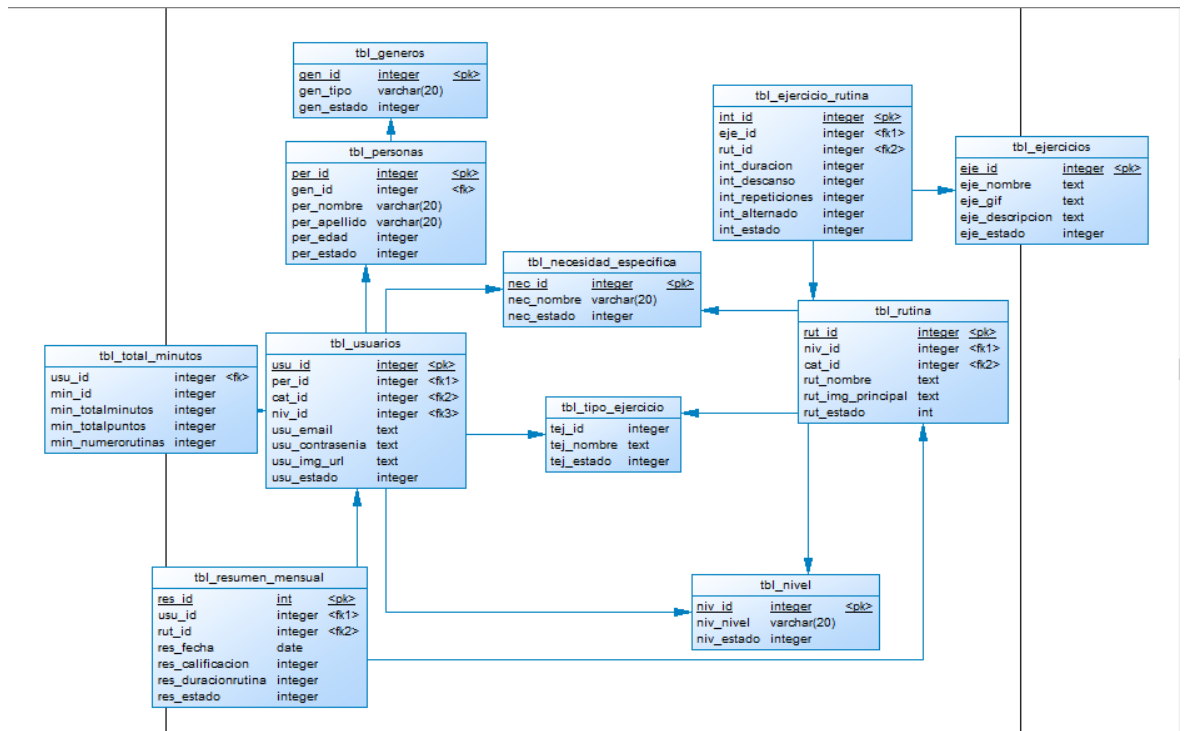 tbl_generos
gen_id integer <pk>
gen_tipo varchar(20)
gen_estado integer
tbl_personas
per_id integer <pk>
gen_id integer <fk>
per_nombre varchar(20)
per_apellido varchar(20)
per_edad integer
per_estado integer
tbl_ejercicio_rutina
int_id integer <pk>
eje_id integer <fk1>
rut_id integer <fk2>
int_duracion integer
int_descanso integer
int_repeticiones integer
int_alternado integer
int_estado integer
tbl_ejercicios
eje_id integer <pk>
eje_nombre text
eje_gif text
eje_descripcion text
eje_estado integer
tbl_necesidad_especifica
nec_id integer <pk>
nec_nombre varchar(20)
nec_estado integer
tbl_rutina
rut_id integer <pk>
niv_id integer <fk1>
cat_id integer <fk2>
rut_nombre text
rut_img_principal text
rut_estado int
tbl_total_minutos
usu_id integer <fk>
min_id integer
min_totalminutos integer
min_totalpuntos integer
min_numerorutinas integer
tbl_usuarios
usu_id integer <pk>
per_id integer <fk1>
cat_id integer <fk2>
niv_id integer <fk3>
usu_email text
usu_contrasenia text
usu_img_url text
usu_estado integer
tbl_tipo_ejercicio
tej_id integer
tej_nombre text
tej_estado integer
tbl_resumen_mensual
res_id int <pk>
usu_id integer <fk1>
rut_id integer <fk2>
res_fecha date
res_calificacion integer
res_duracionrutina integer
res_estado integer
tbl_nivel
niv_id integer <pk>
niv_nivel varchar(20)
niv_estado integer